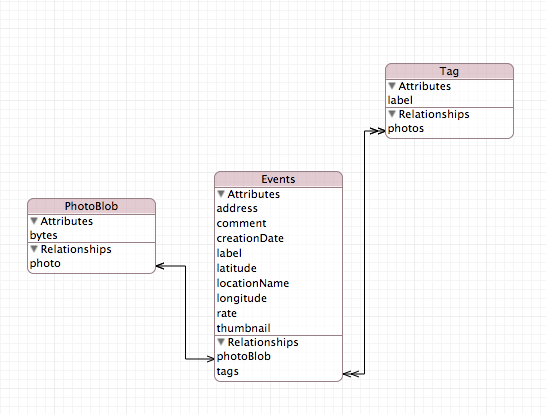 Tag
Attributes
label
Relationships
photos
Events
Attributes
address
comment
creationDate
label
latitude
locationName
longitude
rate
thumbnail
Relationships
photoBlob
tags
PhotoBlob
Attributes
bytes
Relationships
photo